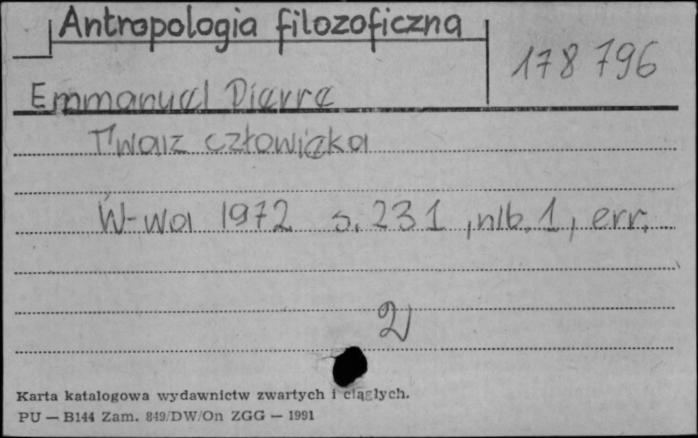 Antropologia filozoficzna
178 796
Emmanuel Pierre
Twarz człowieka
W-wa 1972 s. 231, nlb. 1, err.
2
Karta katalogowa wydawnictw zwartych i ciągłych.
PU — B144 Zam. 849/DW/On ZGG — 1991